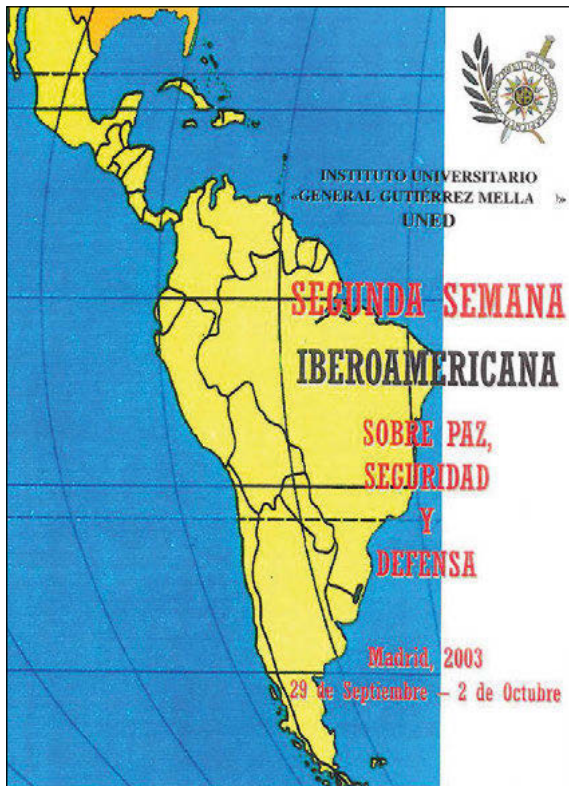 INSTITUTO UNIVERSITARIO
«GENERAL GUTIÉRREZ MELLA »
UNED
SEGUNDA SEMANA
IBEROAMERICANA
SOBRE PAZ,
SEGURIDAD
Y
DEFENSA
Madrid, 2003
29 de Septiembre – 2 de Octubre